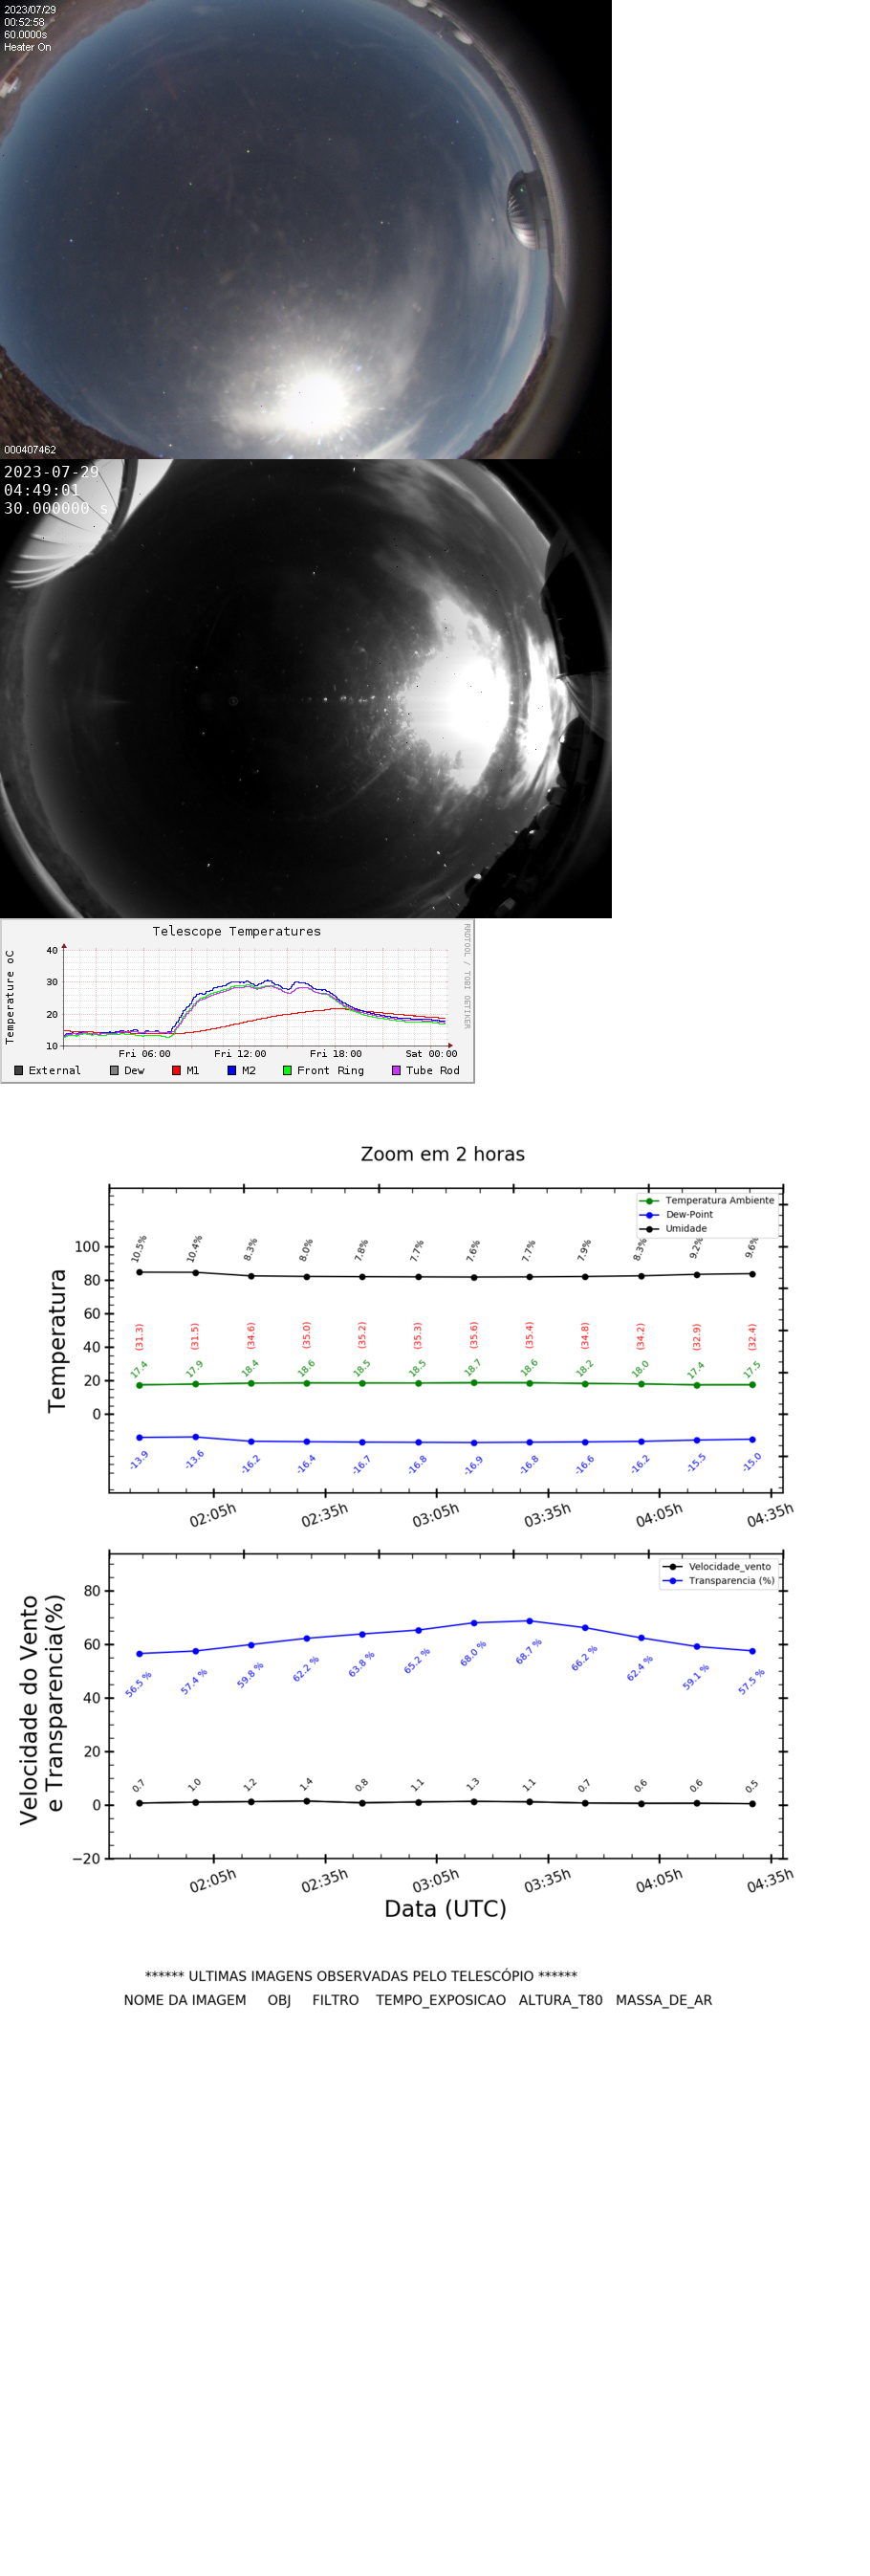 2023/07/29
00:52:58
60.0000s
Heater On
000407462
2023-07-29
04:49:01
30.000000 s
Telescope Temperatures
RRDTOOL / TOBI OETIKER
Temperature oC
40
30
20
10
Fri 06:00 Fri 12:00 Fri 18:00 Sat 00:00
External Dew M1 M2 Front Ring Tube Rod
Zoom em 2 horas
Temperatura Ambiente
Dew-Point
Umidade
Temperatura
100
80
60
40
20
0
10.5% 10.4% 8.3% 8.0% 7.8% 7.7% 7.6% 7.7% 7.9% 8.3% 9.2% 9.6%
(31.3) (31.5) (34.6) (35.0) (35.2) (35.3) (35.6) (35.4) (34.8) (34.2) (32.9) (32.4)
17.4 17.9 18.4 18.6 18.5 18.5 18.7 18.6 18.2 18.0 17.4 17.5
-13.9 -13.6 -16.2 -16.4 -16.7 -16.8 -16.9 -16.8 -16.6 -16.2 -15.5 -15.0
02:05h 02:35h 03:05h 03:35h 04:05h 04:35h
Velocidade_vento
Transparencia (%)
Velocidade do Vento
e Transparencia(%)
80
60
40
20
0
−20
56.5 % 57.4 % 59.8 % 62.2 % 63.8 % 65.2 % 68.0 % 68.7 % 66.2 % 62.4 % 59.1 % 57.5 %
0.7 1.0 1.2 1.4 0.8 1.1 1.3 1.1 0.7 0.6 0.6 0.5
02:05h 02:35h 03:05h 03:35h 04:05h 04:35h
Data (UTC)
****** ULTIMAS IMAGENS OBSERVADAS PELO TELESCÓPIO ******
NOME DA IMAGEM OBJ FILTRO TEMPO_EXPOSICAO ALTURA_T80 MASSA_DE_AR